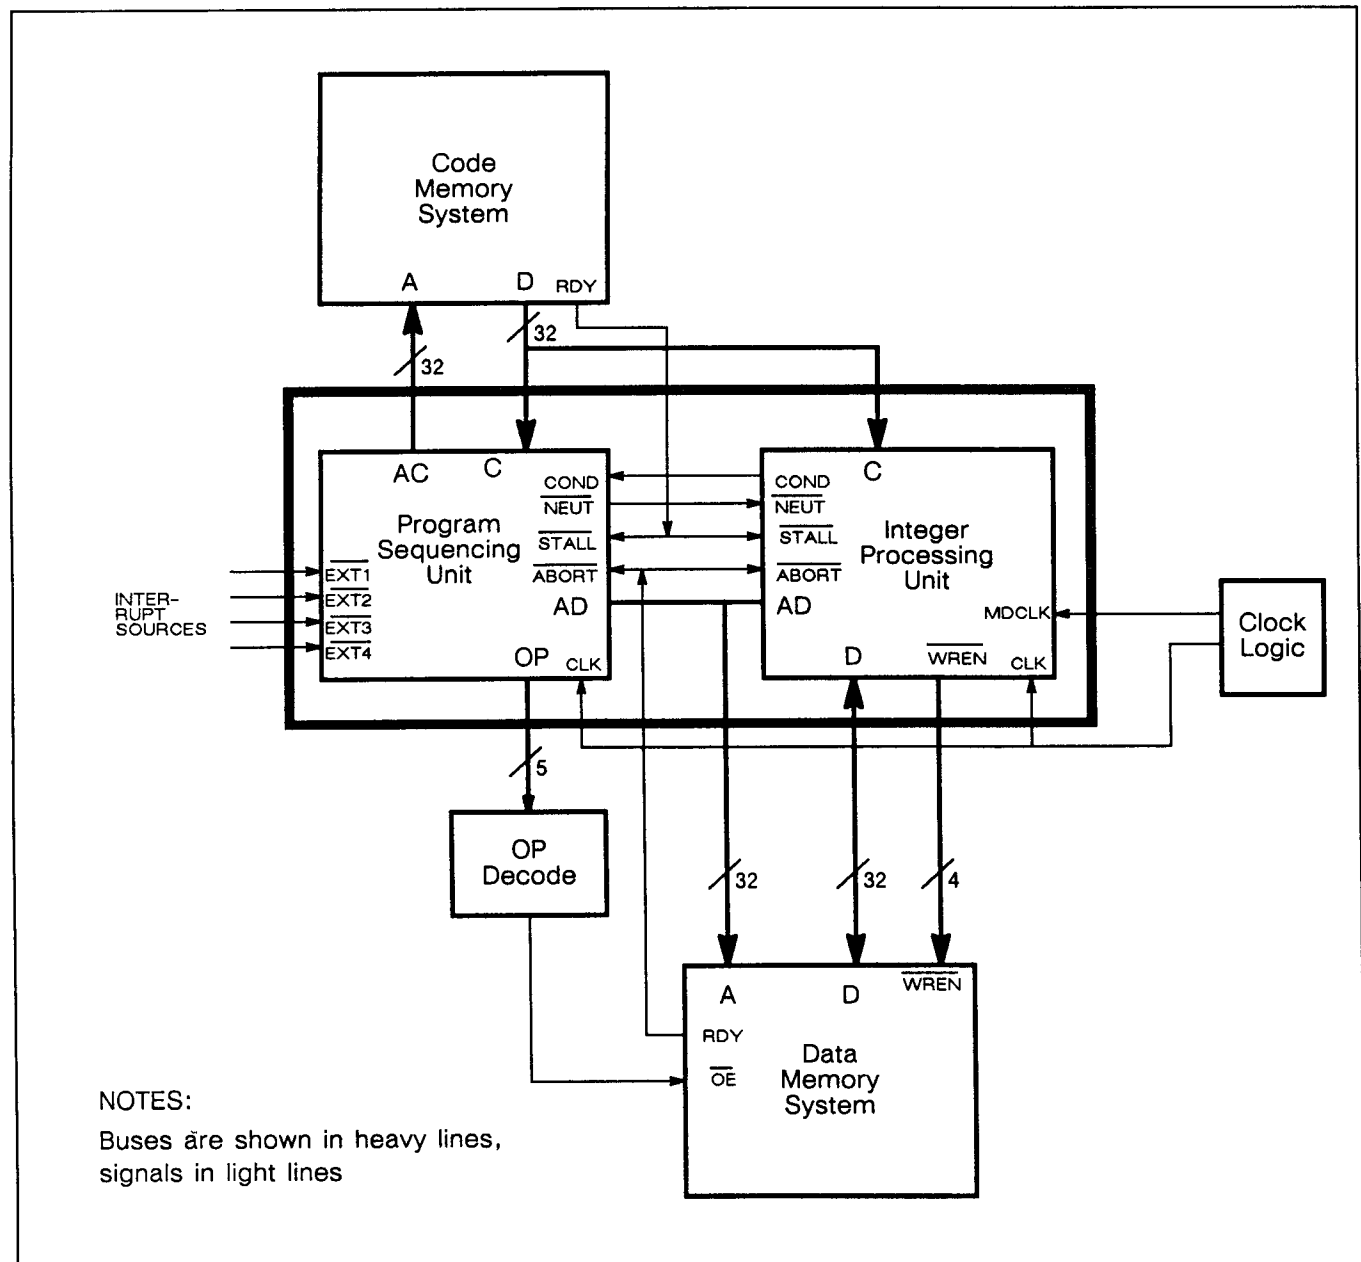 Code
Memory
System
A
D
RDY
32
32
AC
C
COND
NEUT
STALL
ABORT
AD
Program
Sequencing
Unit
EXT1
EXT2
EXT3
EXT4
OP
CLK
INTER-
RUPT
SOURCES
C
COND
NEUT
STALL
ABORT
AD
Integer
Processing
Unit
MDCLK
D
WREN
CLK
Clock
Logic
5
OP
Decode
32
32
4
A
D
WREN
RDY
OE
Data
Memory
System
NOTES:
Buses are shown in heavy lines,
signals in light lines